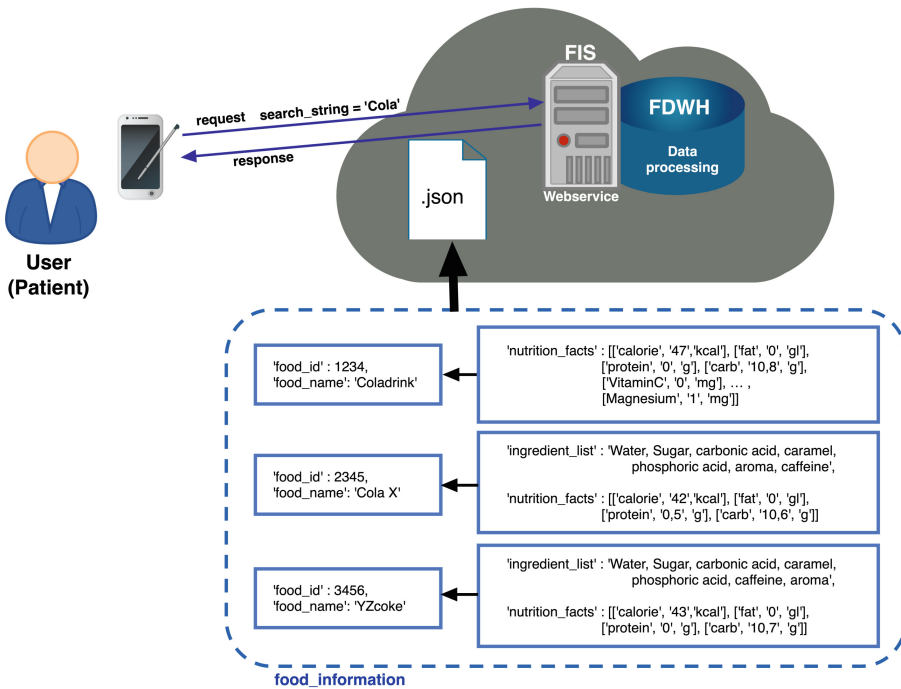 FIS
request search_string = 'Cola'
response
FDWH
Data
processing
.json
Webservice
User
(Patient)
'food_id' : 1234,
'food_name': 'Coladrink'
'nutrition_facts' : [['calorie', '47','kcal'], ['fat', '0', 'gl'],
['protein', '0', 'g'], ['carb', '10,8', 'g'],
['VitaminC', '0', 'mg'], ... ,
[Magnesium', '1', 'mg']]
'food_id' : 2345,
'food_name': 'Cola X'
'ingredient_list' : 'Water, Sugar, carbonic acid, caramel,
phosphoric acid, aroma, caffeine',
'nutrition_facts' : [['calorie', '42','kcal'], ['fat', '0', 'gl'],
['protein', '0,5', 'g'], ['carb', '10,6', 'g']]
'food_id' : 3456,
'food_name': 'YZcoke'
'ingredient_list' : 'Water, Sugar, carbonic acid, caramel,
phosphoric acid, caffeine, aroma',
'nutrition_facts' : [['calorie', '43','kcal'], ['fat', '0', 'gl'],
['protein', '0', 'g'], ['carb', '10,7', 'g']]
food_information